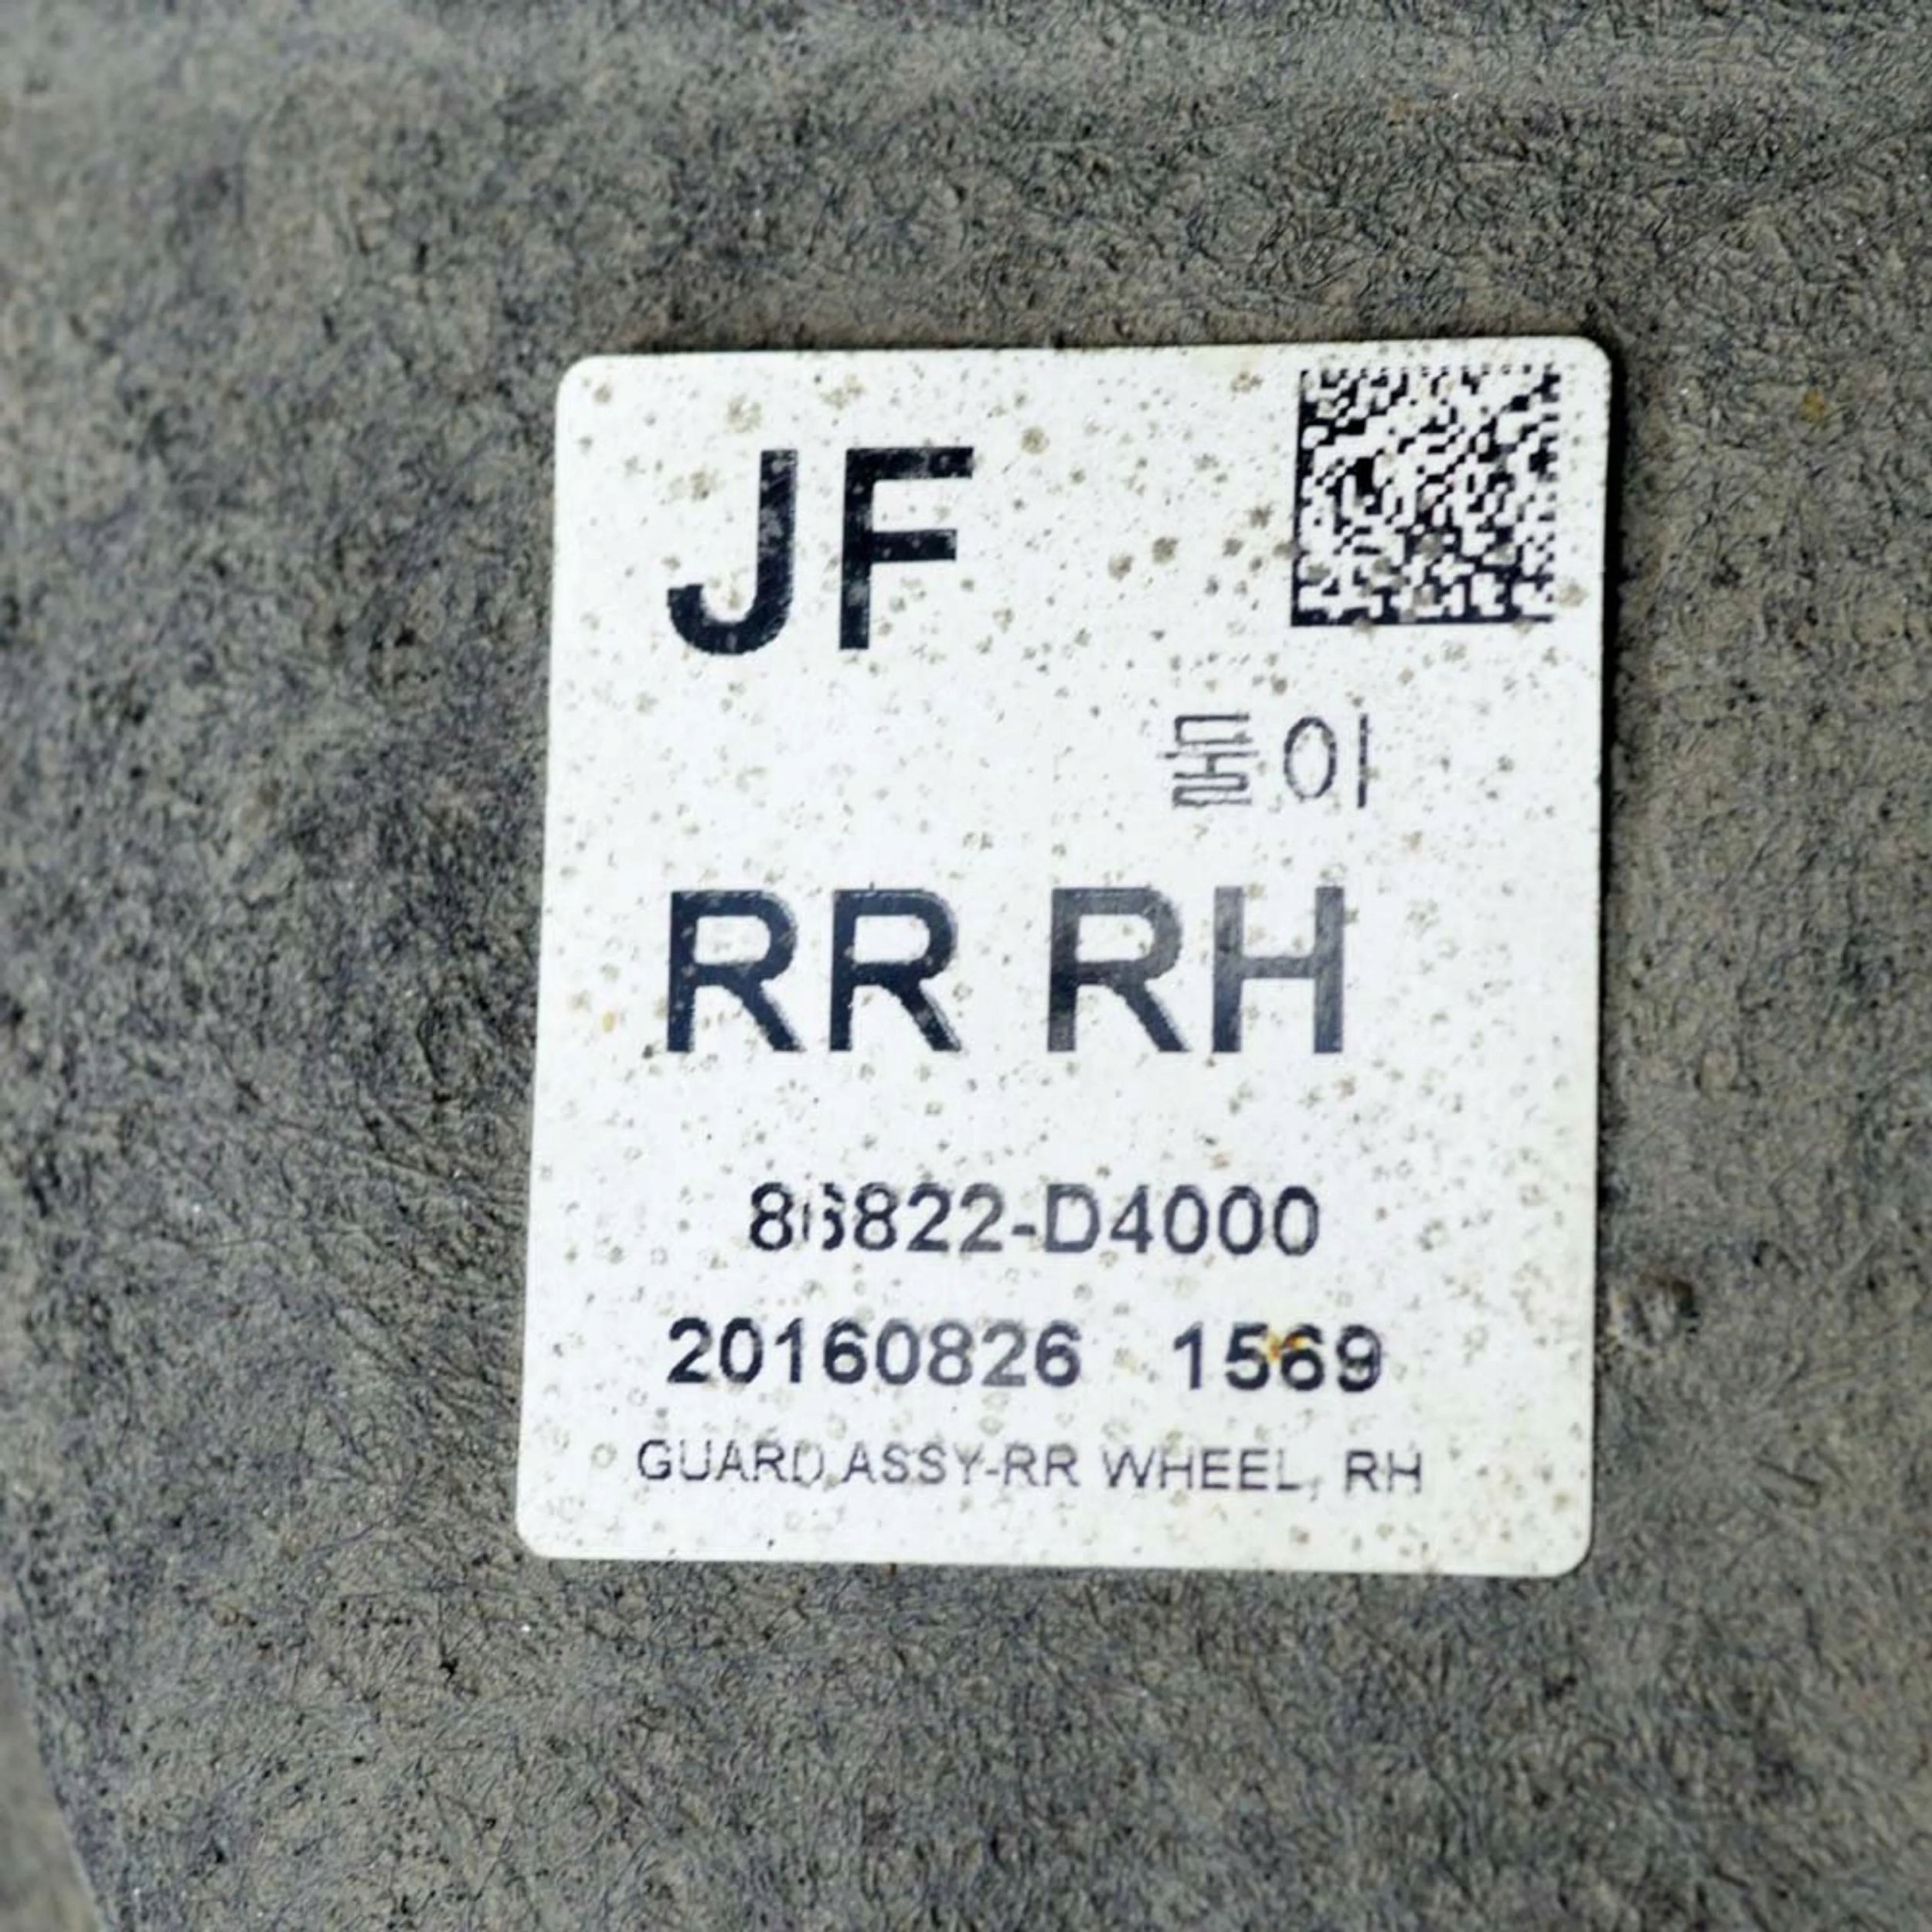 JF
돌이
RR RH
86822-D4000
20160826 1569
GUARD ASSY-RR WHEEL, RH